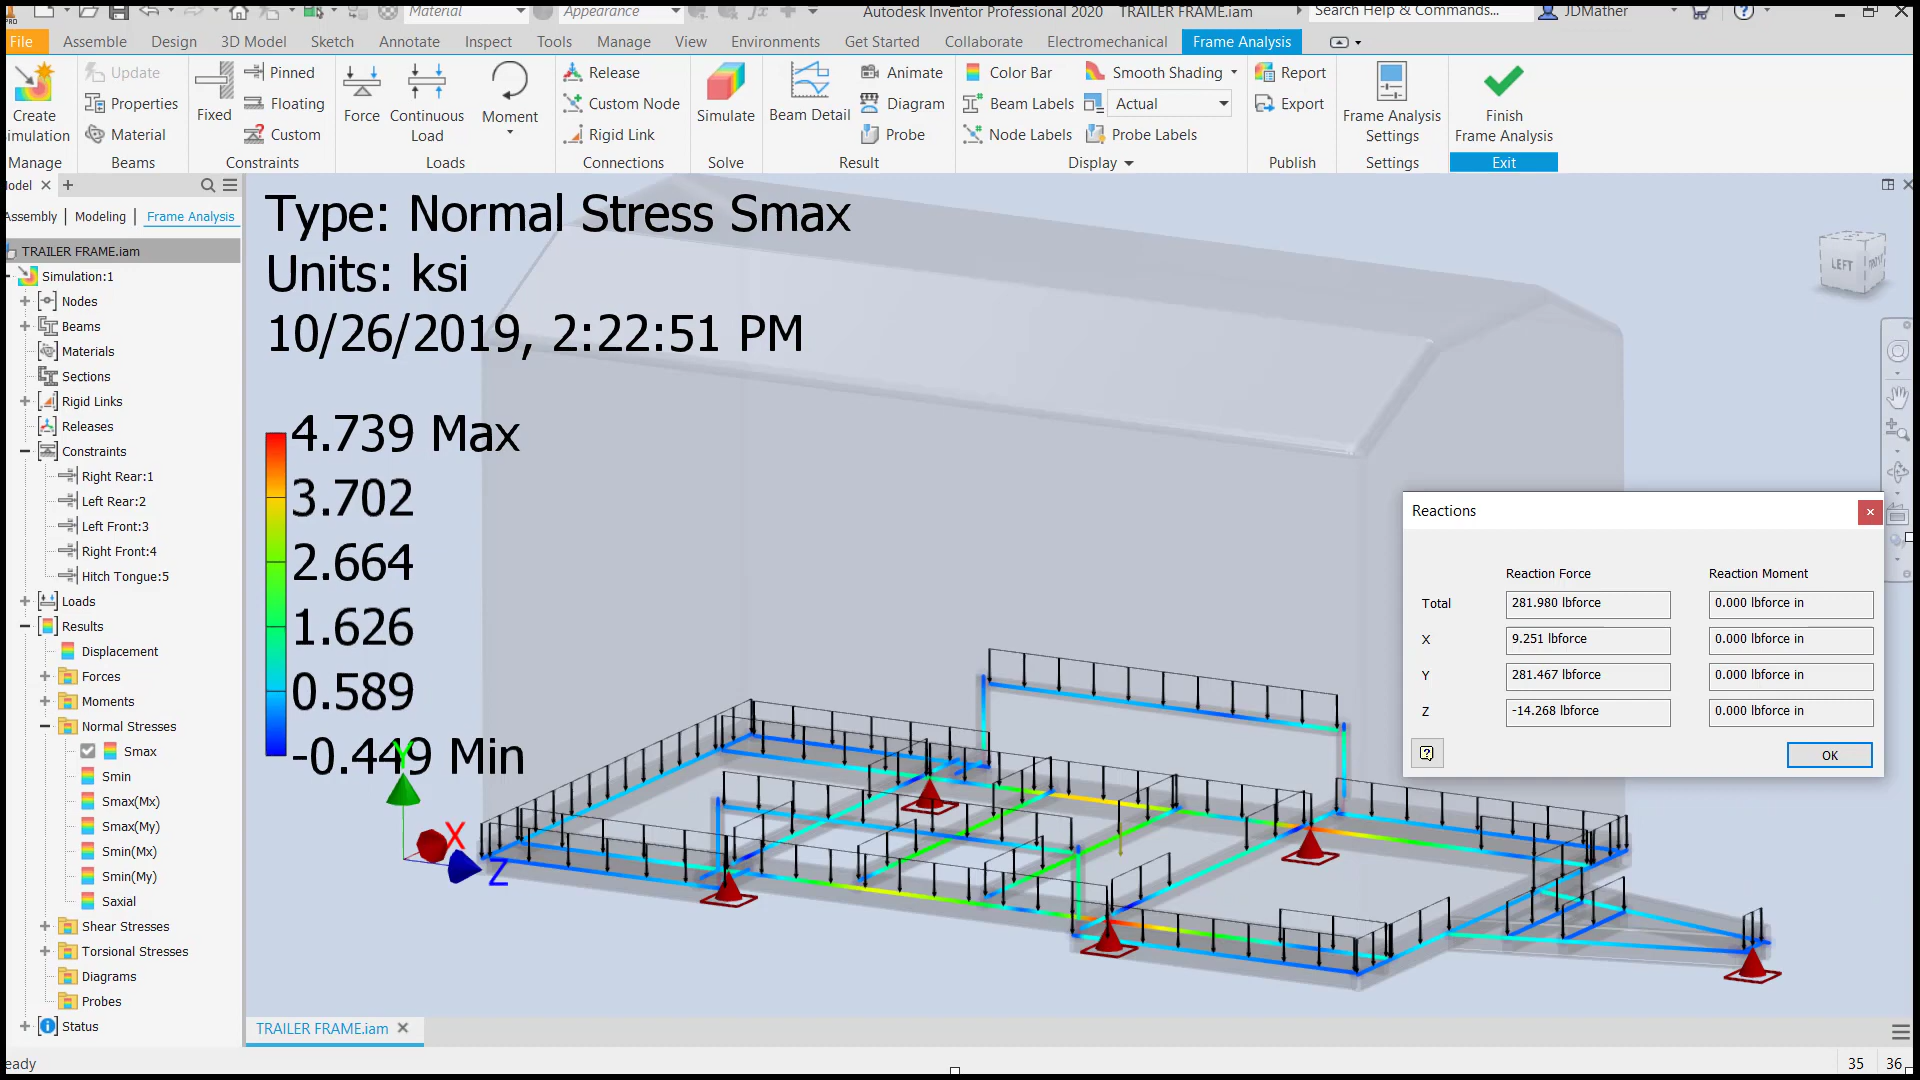 PRO
Material
Appearance
fx
Autodesk Inventor Professional 2020 TRAILER FRAME.iam
Search Help & Commands...
JDMather
File Assemble Design 3D Model Sketch Annotate Inspect Tools Manage View Environments Get Started Collaborate Electromechanical Frame Analysis
Create
imulation
Manage
Update
Properties
Material
Beams
Fixed
Pinned
Floating
Custom
Constraints
Force
Continuous
Load
Moment
Loads
Release
Custom Node
Rigid Link
Connections
Simulate
Solve
Beam Detail
Animate
Diagram
Probe
Result
Color Bar
Beam Labels
Node Labels
Smooth Shading
Actual
Probe Labels
Display
Report
Export
Publish
Frame Analysis
Settings
Settings
Finish
Frame Analysis
Exit
odel
Assembly | Modeling | Frame Analysis
TRAILER FRAME.iam
Simulation:1
Nodes
Beams
Materials
Sections
Rigid Links
Releases
Constraints
Right Rear:1
Left Rear:2
Left Front:3
Right Front:4
Hitch Tongue:5
Loads
Results
Displacement
Forces
Moments
Normal Stresses
Smax
Smin
Smax(Mx)
Smax(My)
Smin(Mx)
Smin(My)
Saxial
Shear Stresses
Torsional Stresses
Diagrams
Probes
Status
Type: Normal Stress Smax
Units: ksi
10/26/2019, 2:22:51 PM
4.739 Max
3.702
2.664
1.626
0.589
-0.449 Min
Y
X
Z
LEFT
Reactions
Reaction Force Reaction Moment
Total 281.980 lbforce 0.000 lbforce in
X 9.251 lbforce 0.000 lbforce in
Y 281.467 lbforce 0.000 lbforce in
Z -14.268 lbforce 0.000 lbforce in
OK
TRAILER FRAME.iam
eady
35 36